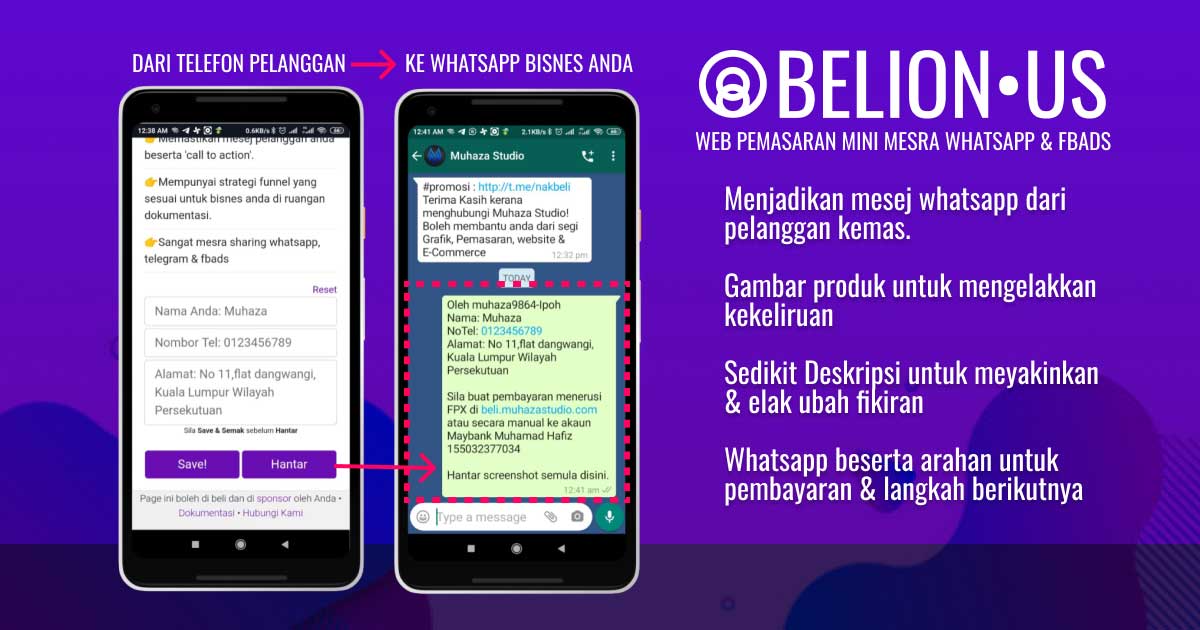 DARI TELEFON PELANGGAN
KE WHATSAPP BISNES ANDA
12:38 AM
0.6KB/s
86
Memastikan mesej pelanggan anda
beserta 'call to action'.
👉Mempunyai strategi funnel yang
sesuai untuk bisnes anda di ruangan
dokumentasi.
👉Sangat mesra sharing whatsapp,
telegram & fbads
Reset
Nama Anda: Muhaza
Nombor Tel: 0123456789
Alamat: No 11,flat dangwangi,
Kuala Lumpur Wilayah
Persekutuan
Sila Save & Semak sebelum Hantar
Save!
Hantar
Page ini boleh di beli dan di sponsor oleh Anda •
Dokumentasi • Hubungi Kami
12:41 AM
2.1KB/s
86
Muhaza Studio
#promosi : http://t.me/nakbeli
Terima Kasih kerana
menghubungi Muhaza Studio!
Boleh membantu anda dari segi
Grafik, Pemasaran, website &
E-Commerce
12:32 pm
TODAY
Oleh muhaza9864-Ipoh
Nama: Muhaza
NoTel: 0123456789
Alamat: No 11,flat dangwangi,
Kuala Lumpur Wilayah
Persekutuan
Sila buat pembayaran menerusi
FPX di beli.muhazastudio.com
atau secara manual ke akaun
Maybank Muhamad Hafiz
155032377034
Hantar screenshot semula disini.
12:41 am
Type a message
BELION•US
WEB PEMASARAN MINI MESRA WHATSAPP & FBADS
Menjadikan mesej whatsapp dari
pelanggan kemas.
Gambar produk untuk mengelakkan
kekeliruan
Sedikit Deskripsi untuk meyakinkan
& elak ubah fikiran
Whatsapp beserta arahan untuk
pembayaran & langkah berikutnya